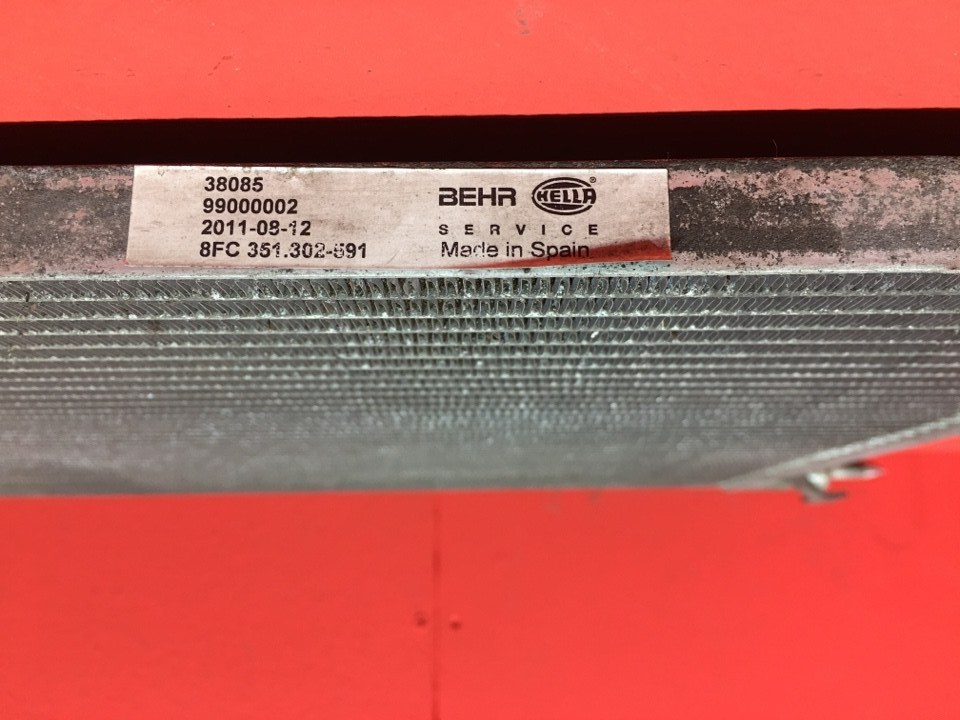 38085
99000002
2011-08-12
8FC 351.302-591
BEHR HELLA®
SERVICE
Made in Spain